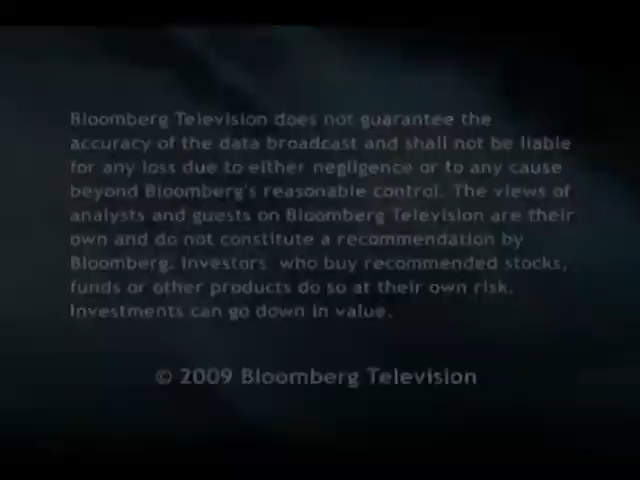 Bloomberg Television does not guarantee the
accuracy of the data broadcast and shall not be liable
for any loss due to either negligence or to any cause
beyond Bloomberg's reasonable control. The views of
analysts and guests on Bloomberg Television are their
own and do not constitute a recommendation by
Bloomberg. Investors who buy recommended stocks,
funds or other products do so at their own risk.
Investments can go down in value.
© 2009 Bloomberg Television